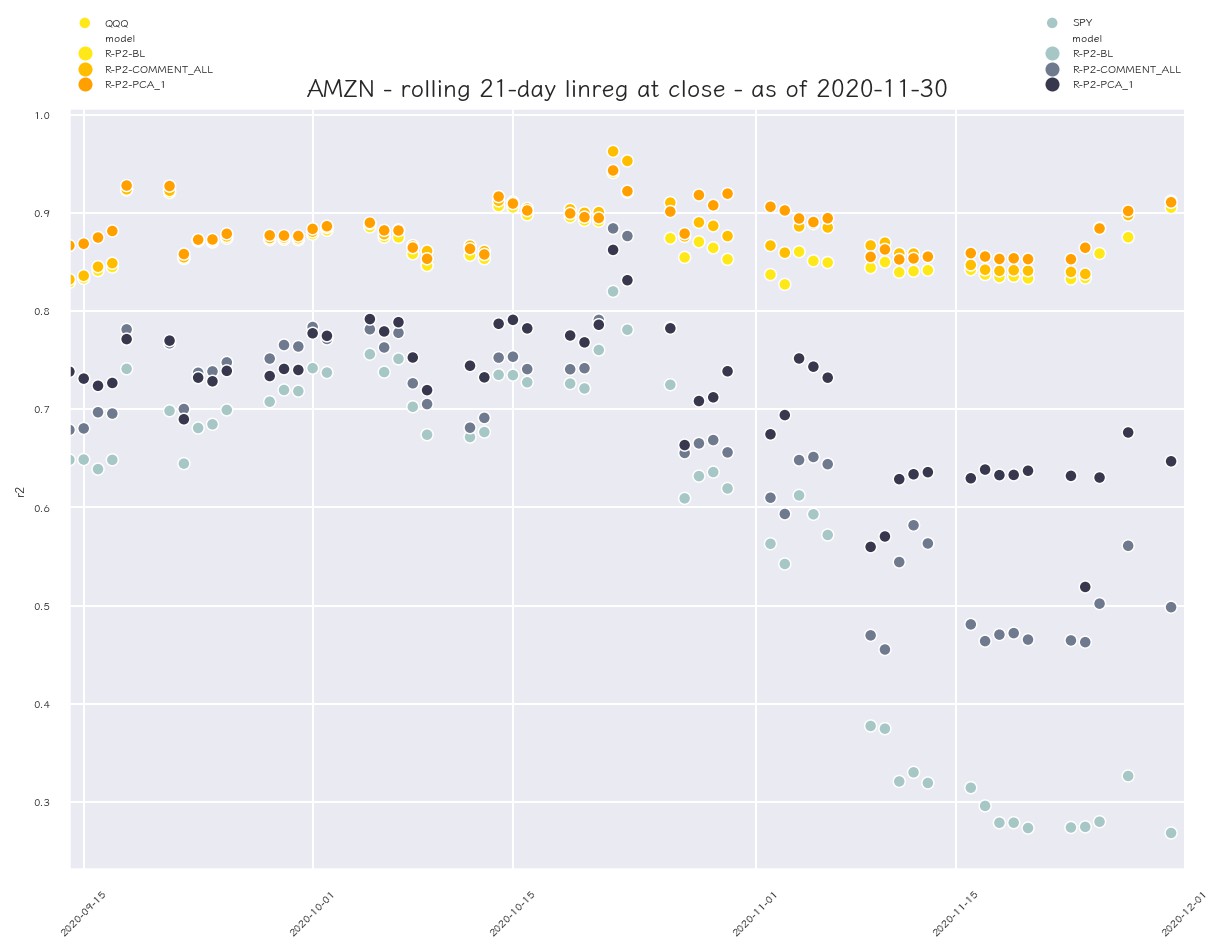 QQQ
model
R-P2-BL
R-P2-COMMENT_ALL
R-P2-PCA_1
SPY
model
R-P2-BL
R-P2-COMMENT_ALL
R-P2-PCA_1
AMZN - rolling 21-day linreg at close - as of 2020-11-30
1.0
0.9
0.8
0.7
0.6
0.5
0.4
0.3
r2
2020-09-15
2020-10-01
2020-10-15
2020-11-01
2020-11-15
2020-12-01